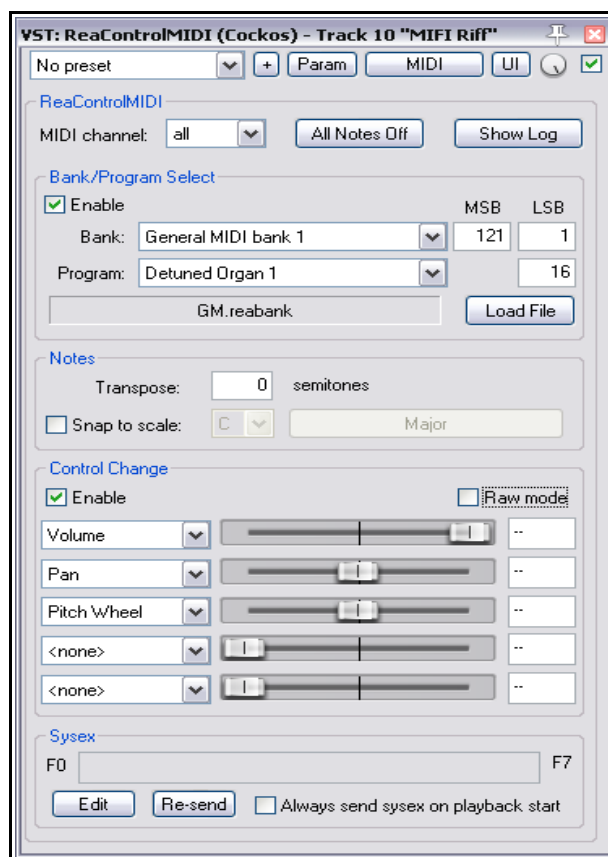 VST: ReaControlMIDI (Cockos) - Track 10 "MIFI Riff"
No preset + Param MIDI UI
ReaControlMIDI
MIDI channel: all All Notes Off Show Log
Bank/Program Select
Enable MSB LSB
Bank: General MIDI bank 1 121 1
Program: Detuned Organ 1 16
GM.reabank Load File
Notes
Transpose: 0 semitones
Snap to scale: C Major
Control Change
Enable Raw mode
Volume --
Pan --
Pitch Wheel --
<none> --
<none> --
Sysex
F0 F7
Edit Re-send Always send sysex on playback start